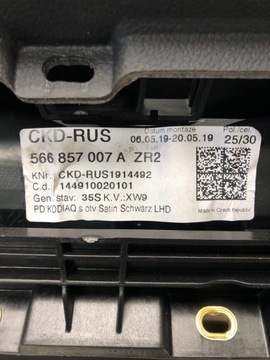 CKD-RUS
Datum montaze
06.05.19-20.05.19
Pol./cel.
25/30
566 857 007 A ZR2
KNr.: CKD-RUS1914492
C.d.: 144910020101
Gen. stav: 35S K.V.:XW9
PD KODIAQ s otv Satin Schwarz LHD
Made in Czech Republic